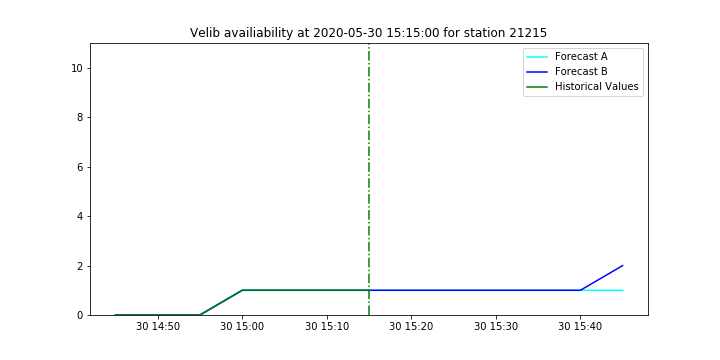 Velib availiability at 2020-05-30 15:15:00 for station 21215
Forecast A
Forecast B
Historical Values
10
8
6
4
2
0
30 14:50 30 15:00 30 15:10 30 15:20 30 15:30 30 15:40